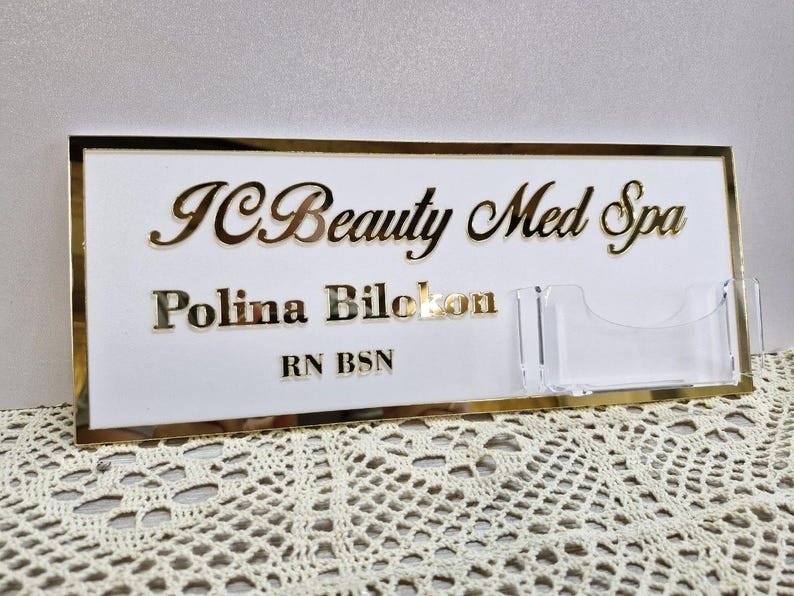 JCBeauty Med Spa
Polina Bilokon
RN BSN